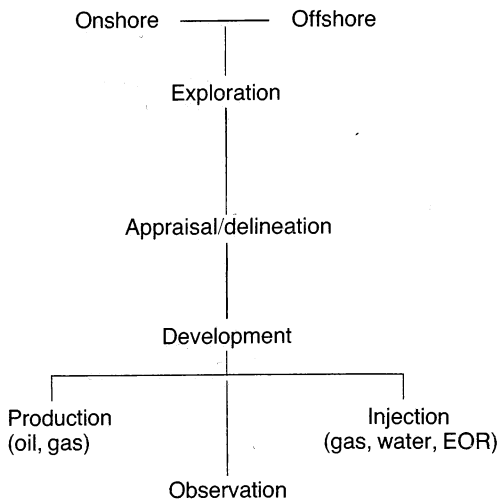 Onshore Offshore
Exploration
Appraisal/delineation
Development
Production
(oil, gas)
Injection
(gas, water, EOR)
Observation